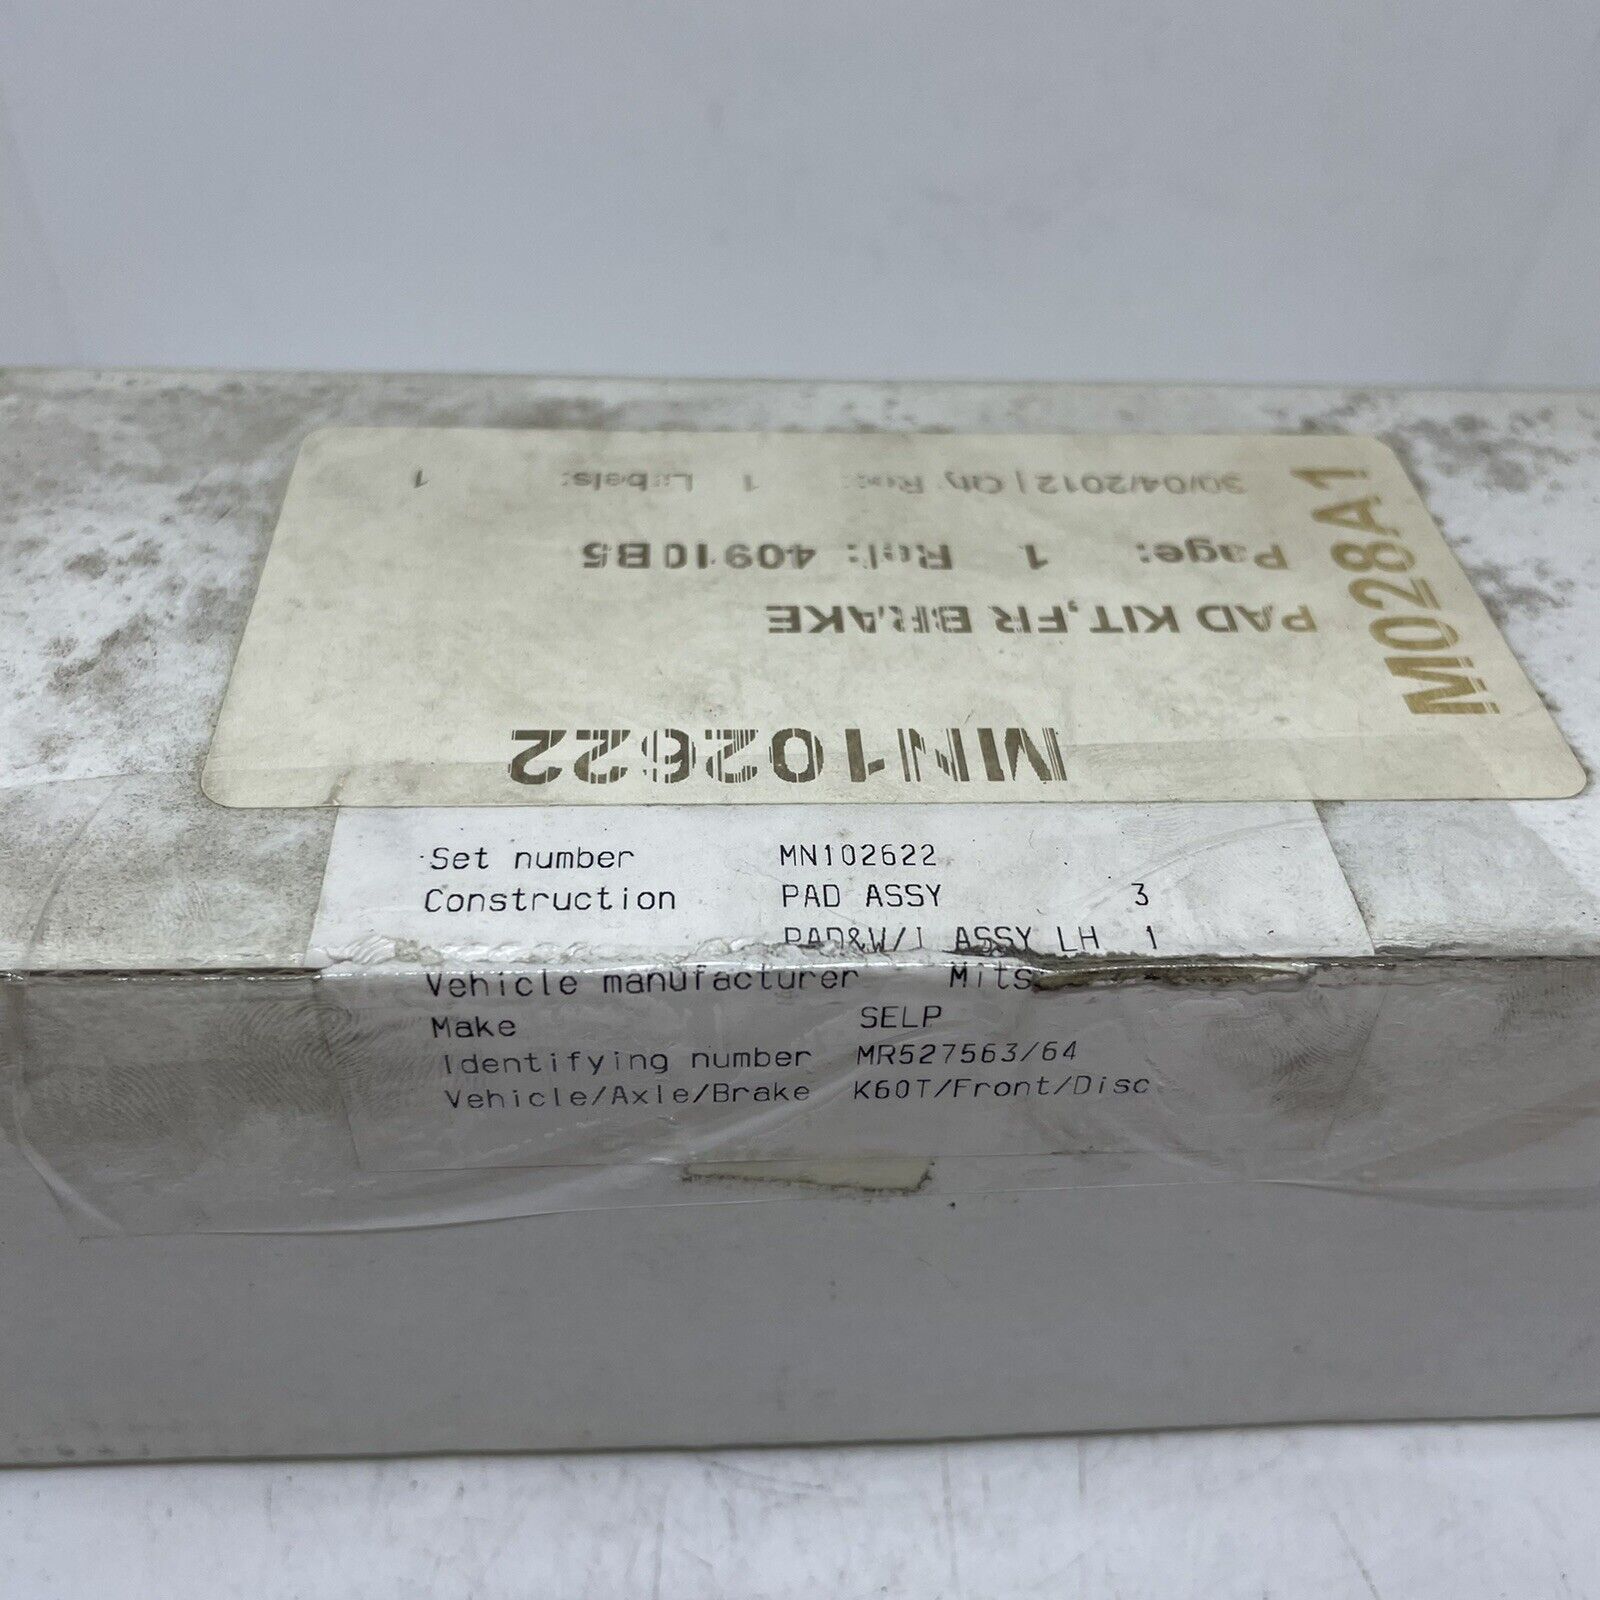 MN102622
PAD KIT,FR BRAKE
Page: 1 Ref: 40910B5
30/04/2012 | Qty Rec: 1 Labels: 1
M028A1
Set number MN102622
Construction PAD ASSY 3
PAD&W/I ASSY LH 1
Vehicle manufacturer Mits
Make SELP
Identifying number MR527563/64
Vehicle/Axle/Brake K60T/Front/Disc